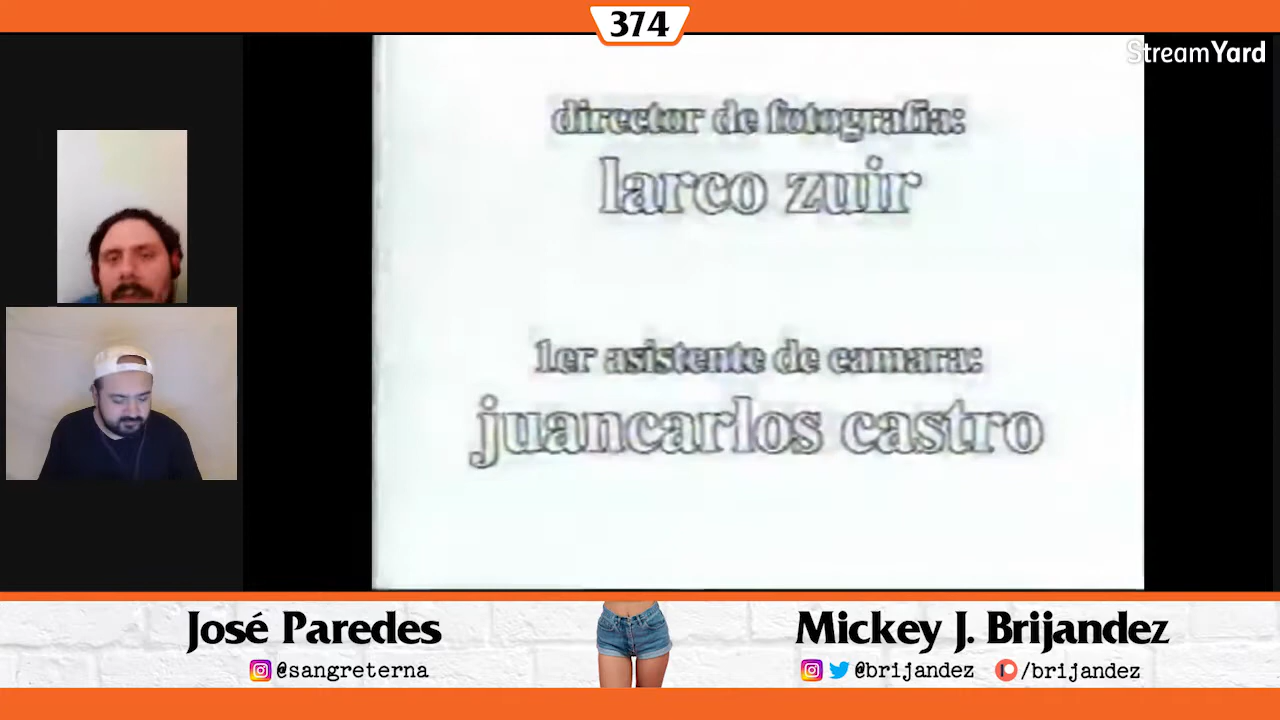 374
StreamYard
director de fotografia:
larco zuir
1er asistente de camara:
juancarlos castro
José Paredes
@sangreterna
Mickey J. Brijandez
@brijandez /brijandez